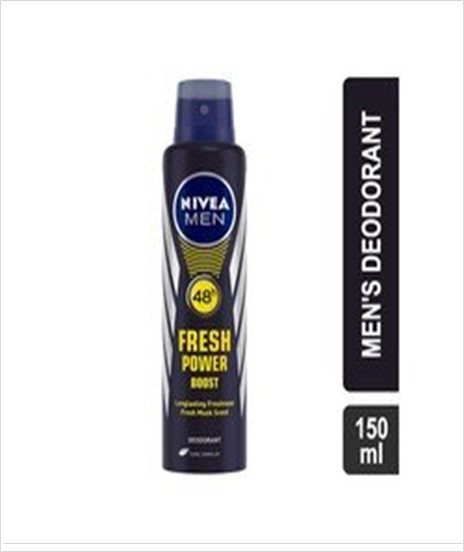 NIVEA
MEN
48h
FRESH
POWER
BOOST
Longlasting Freshness
Fresh Musk Scent
DEODORANT
MEN'S DEODORANT
150
ml